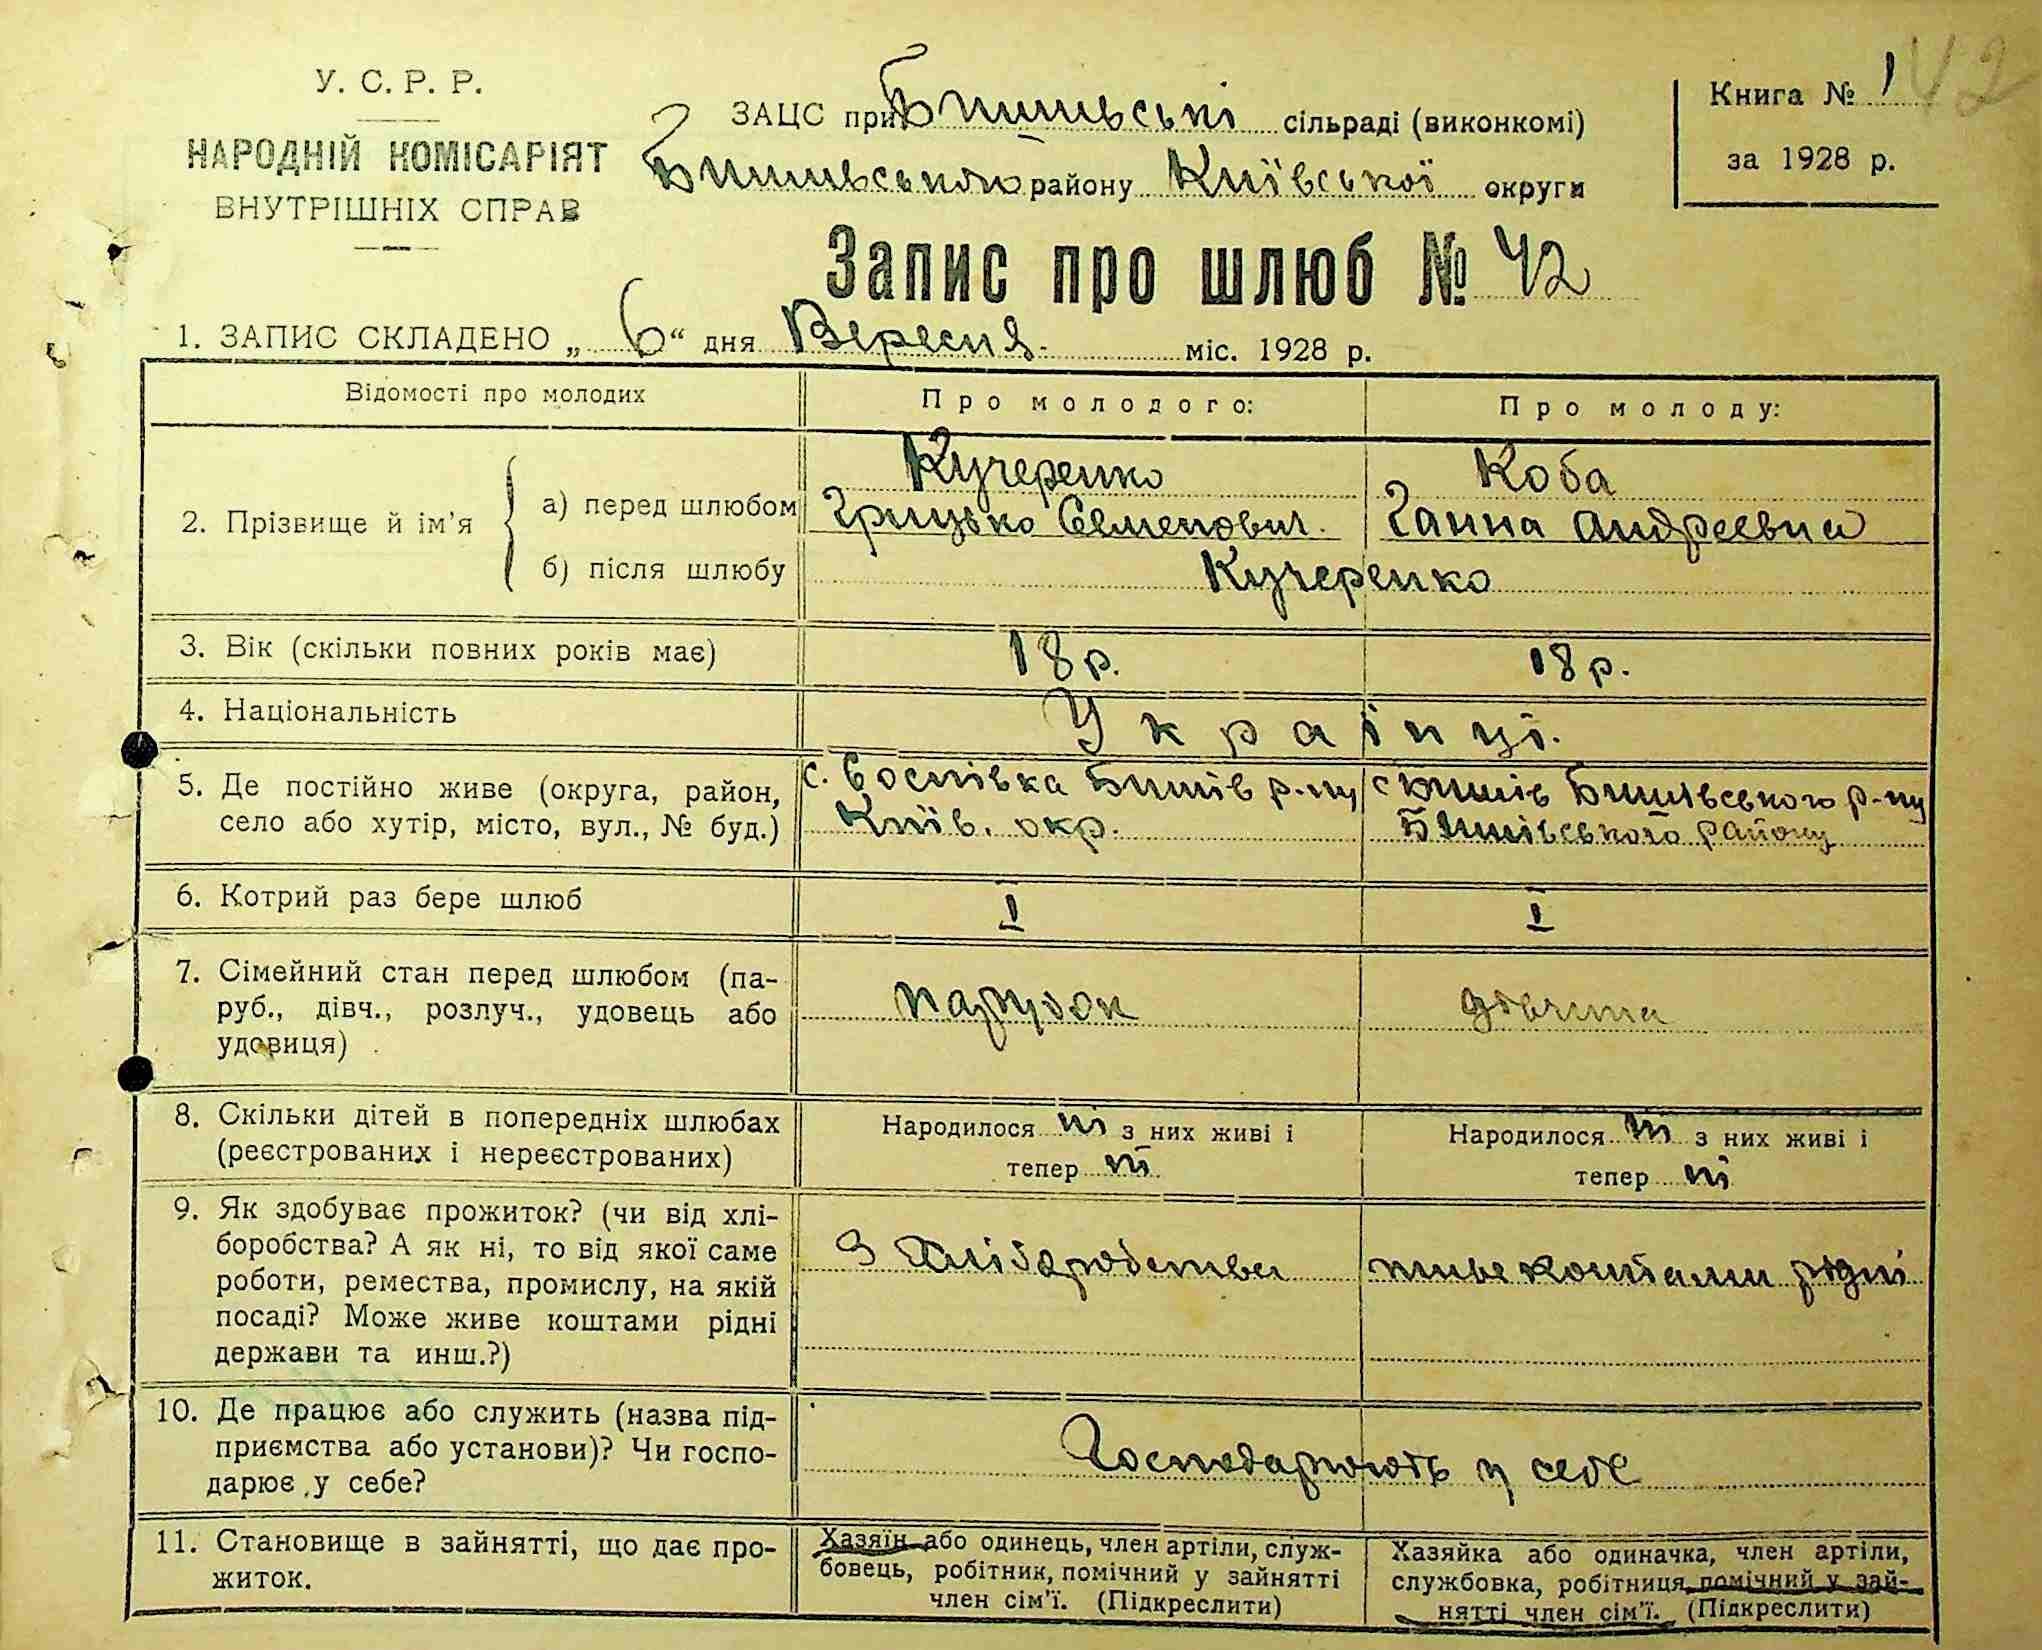 У. С. Р. Р.
НАРОДНІЙ КОМІСАРІЯТ
ВНУТРІШНІХ СПРАВ
ЗАЦС при Бишівські сільраді (виконкомі)
Бишівського району Київської округи
Книга № 1
за 1928 р.
42
Запис про шлюб № 42
1. ЗАПИС СКЛАДЕНО „6“ дня Вересня міс. 1928 р.
Відомості про молодих
Про молодого:
Про молоду:
2. Прізвище й ім’я
а) перед шлюбом
Кучеренко
Грицько Семенович.
Коба
Ганна Андреевна
б) після шлюбу
Кучеренко
3. Вік (скільки повних років має)
18 р.
18 р.
4. Національність
Українці.
5. Де постійно живе (округа, район,
село або хутір, місто, вул., № буд.)
с. Бишів р-ну
Київ. окр.
с Бишів Бишівського р-ну
Бишівського району
6. Котрий раз бере шлюб
I
I
7. Сімейний стан перед шлюбом (па-
руб., дівч., розлуч., удовець або
удовиця)
парубок
дівчина
8. Скільки дітей в попередніх шлюбах
(реєстрованих і нереєстрованих)
Народилося ні з них живі і
тепер ні
Народилося ні з них живі і
тепер ні
9. Як здобуває прожиток? (чи від хлі-
боробства? А як ні, то від якої саме
роботи, ремества, промислу, на якій
посаді? Може живе коштами рідні
держави та инш.?)
З хліборобства
живе коштами рідні
10. Де працює або служить (назва під-
приємства або установи)? Чи госпо-
дарює у себе?
Господарюють у себе
11. Становище в зайнятті, що дає про-
житок.
Хазяїн або одинець, член артіли, служ-
бовець, робітник, помічний у зайнятті
член сім’ї. (Підкреслити)
Хазяйка або одиначка, член артіли,
службовка, робітниця, помічний у зай-
нятті член сім’ї. (Підкреслити)